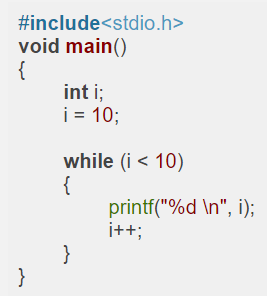 #include<stdio.h>
void main()
{
int i;
i = 10;
while (i < 10)
{
printf("%d \n", i);
i++;
}
}